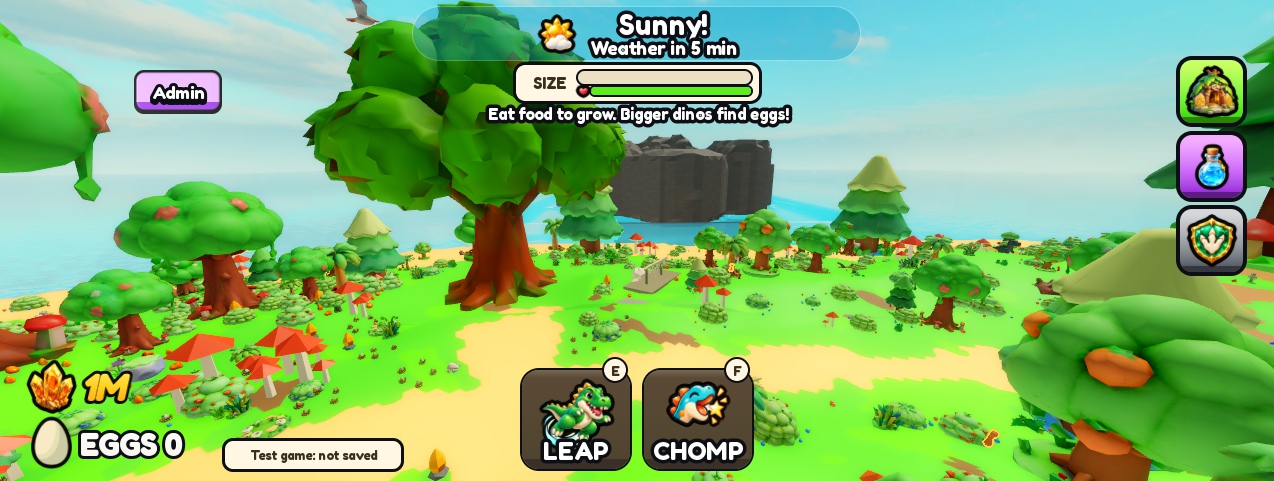 Sunny!
Weather in 5 min
Admin
SIZE
Eat food to grow. Bigger dinos find eggs!
1M
EGGS 0
Test game: not saved
E
LEAP
F
CHOMP